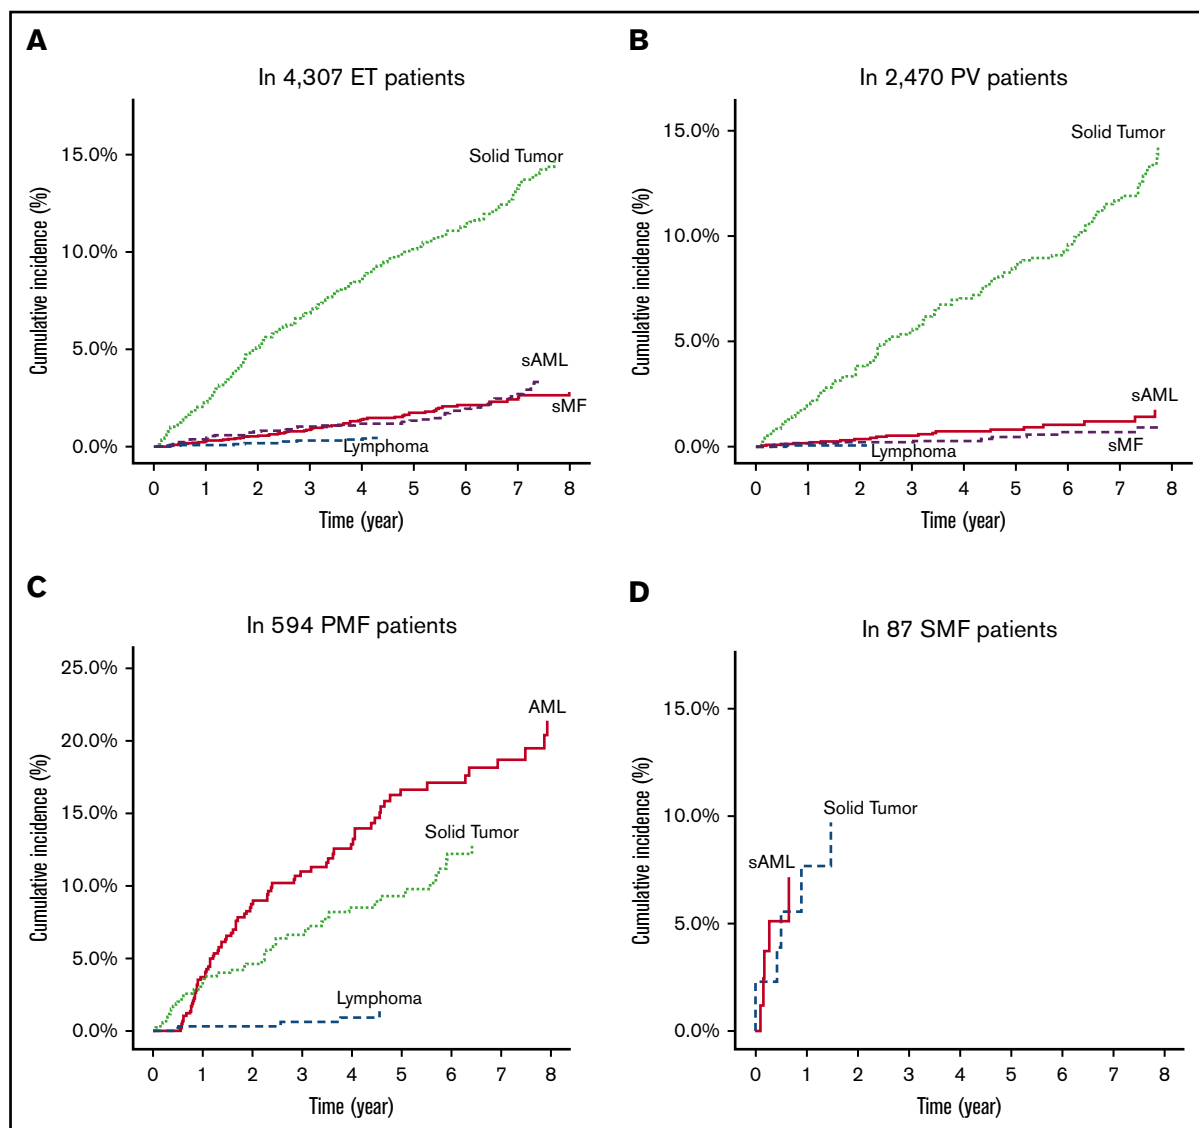 A
In 4,307 ET patients
Cumulative incidence (%)
15.0%
10.0%
5.0%
0.0%
Solid Tumor
sAML
sMF
Lymphoma
0 1 2 3 4 5 6 7 8
Time (year)
B
In 2,470 PV patients
Cumulative incidence (%)
15.0%
10.0%
5.0%
0.0%
Solid Tumor
sAML
sMF
Lymphoma
0 1 2 3 4 5 6 7 8
Time (year)
C
In 594 PMF patients
Cumulative incidence (%)
25.0%
20.0%
15.0%
10.0%
5.0%
0.0%
AML
Solid Tumor
Lymphoma
0 1 2 3 4 5 6 7 8
Time (year)
D
In 87 SMF patients
Cumulative incidence (%)
15.0%
10.0%
5.0%
0.0%
Solid Tumor
sAML
0 1 2 3 4 5 6 7 8
Time (year)